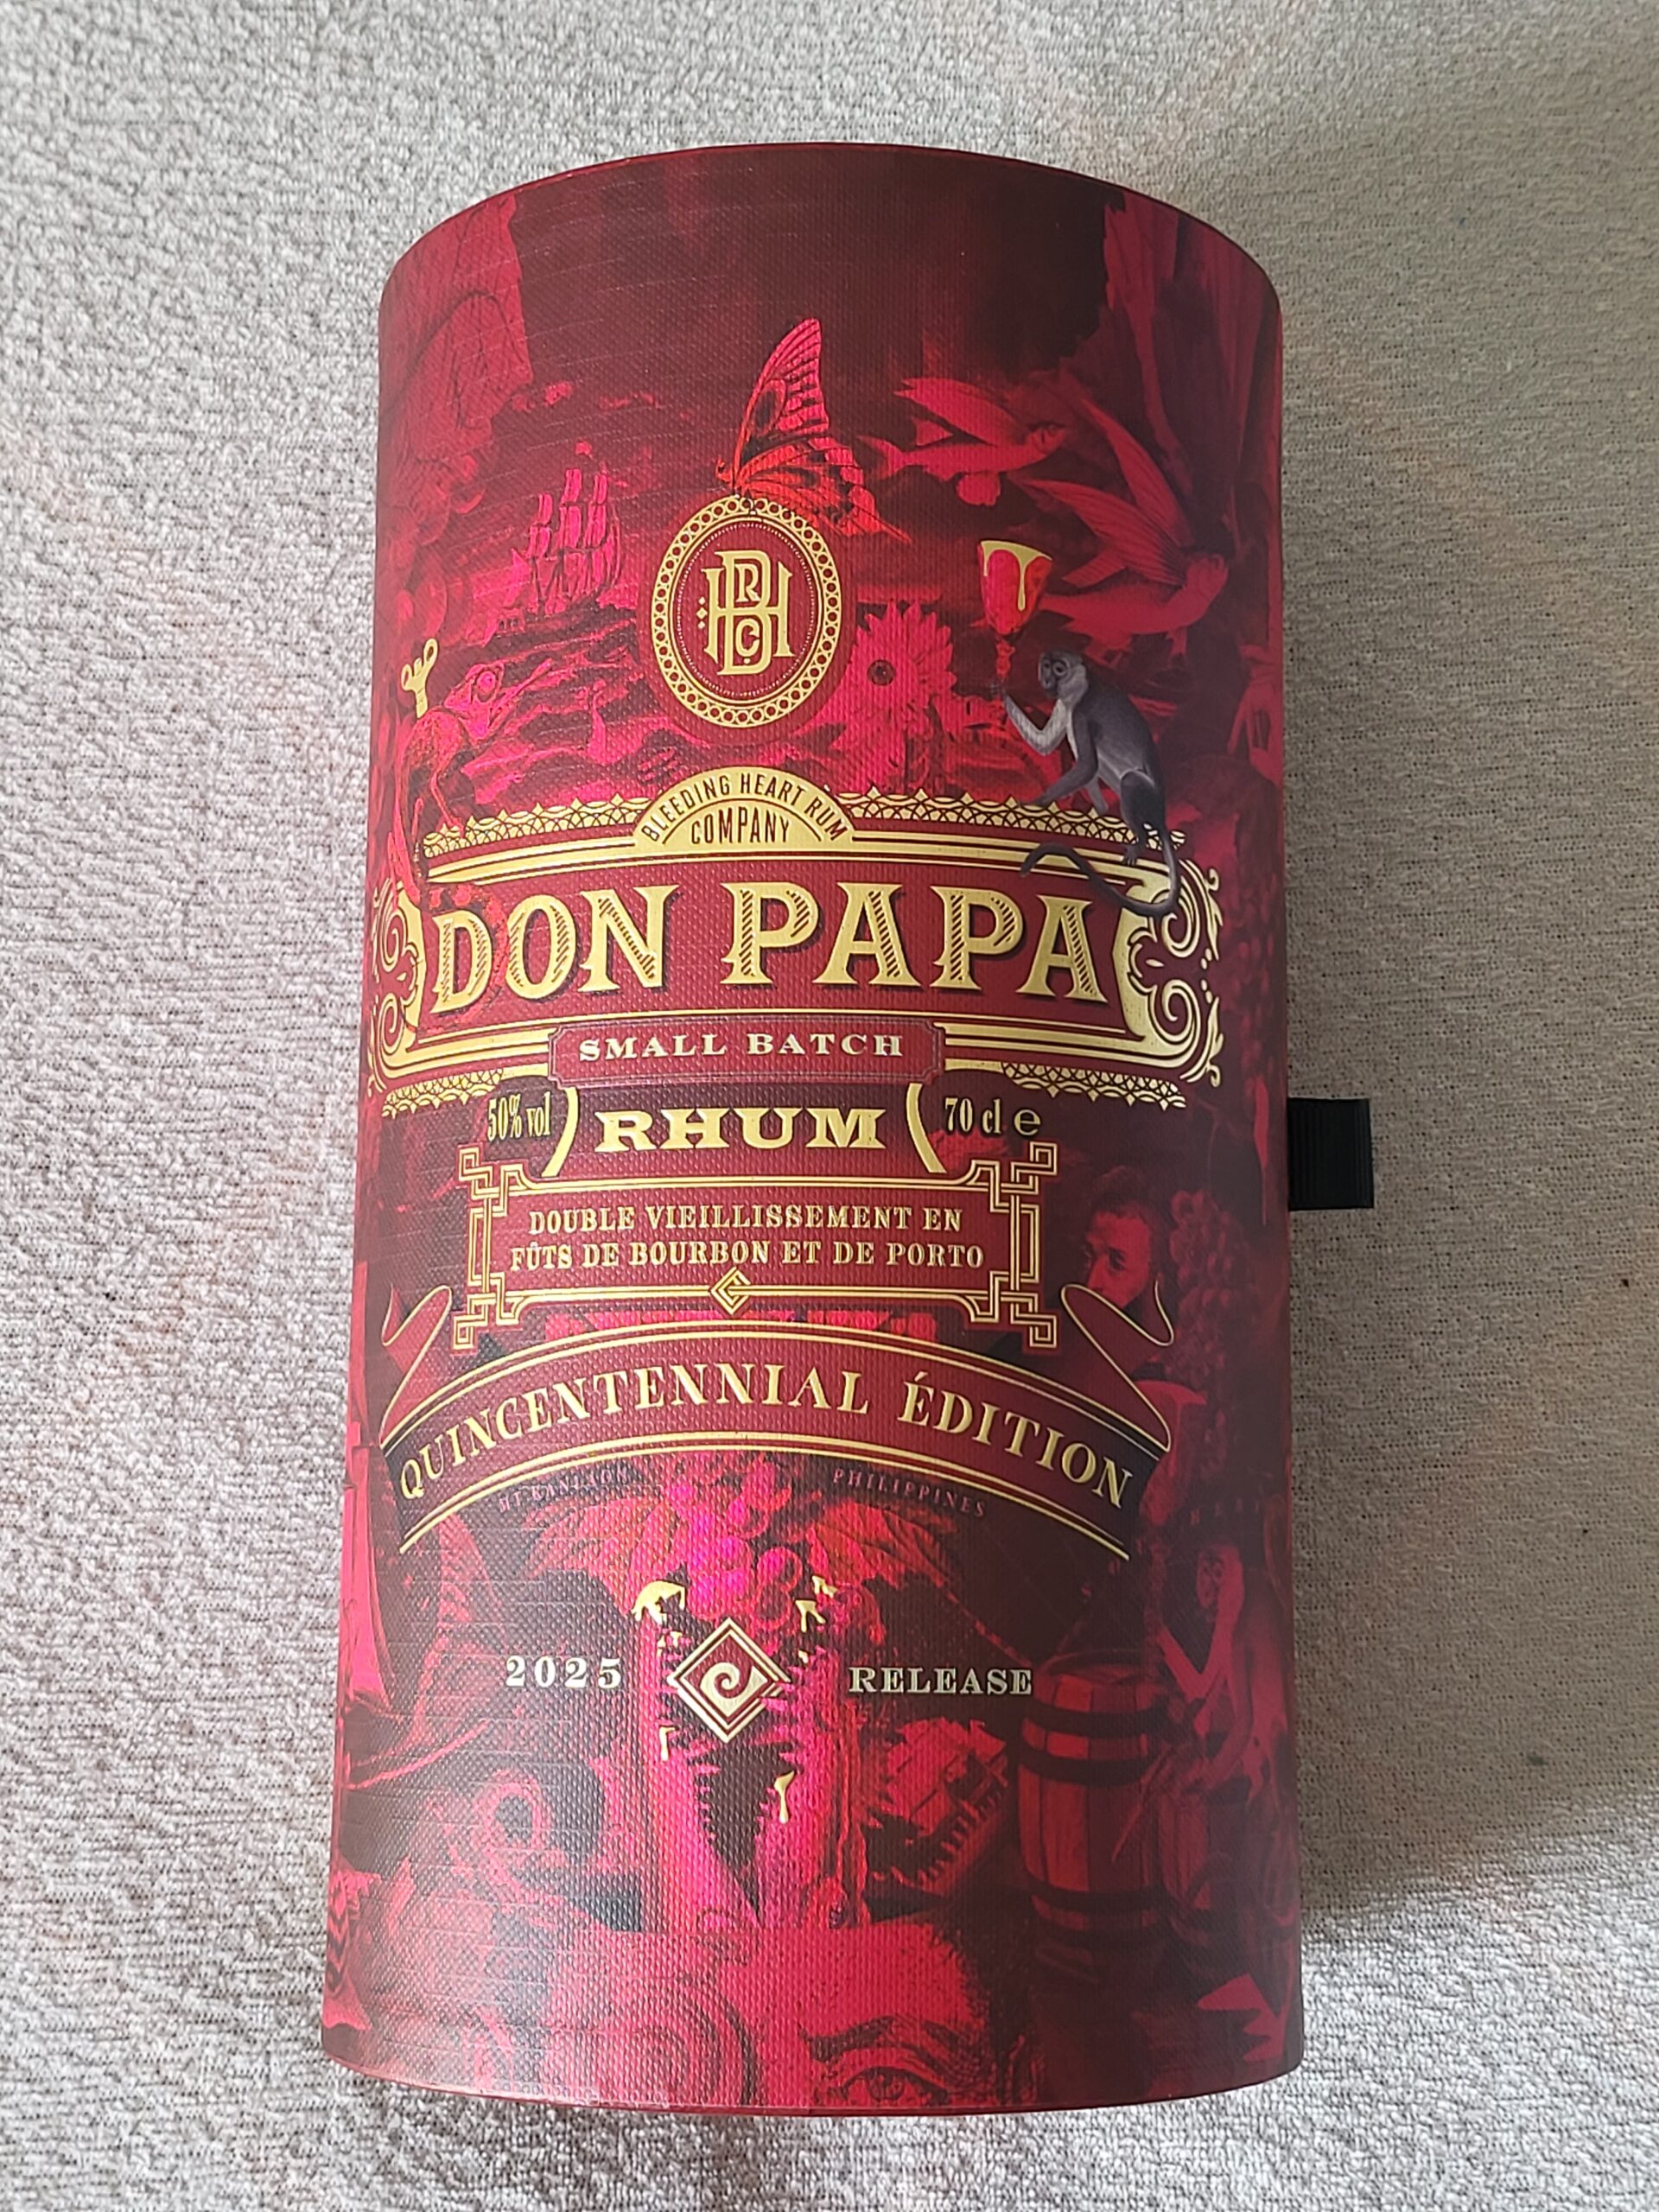 BHRDC
BLEEDING HEART RUM
COMPANY
DON PAPA
SMALL BATCH
50% vol
RHUM
70 cl e
DOUBLE VIEILLISSEMENT EN
FÛTS DE BOURBON ET DE PORTO
QUINCENTENNIAL ÉDITION
PHILIPPINES
2025
RELEASE